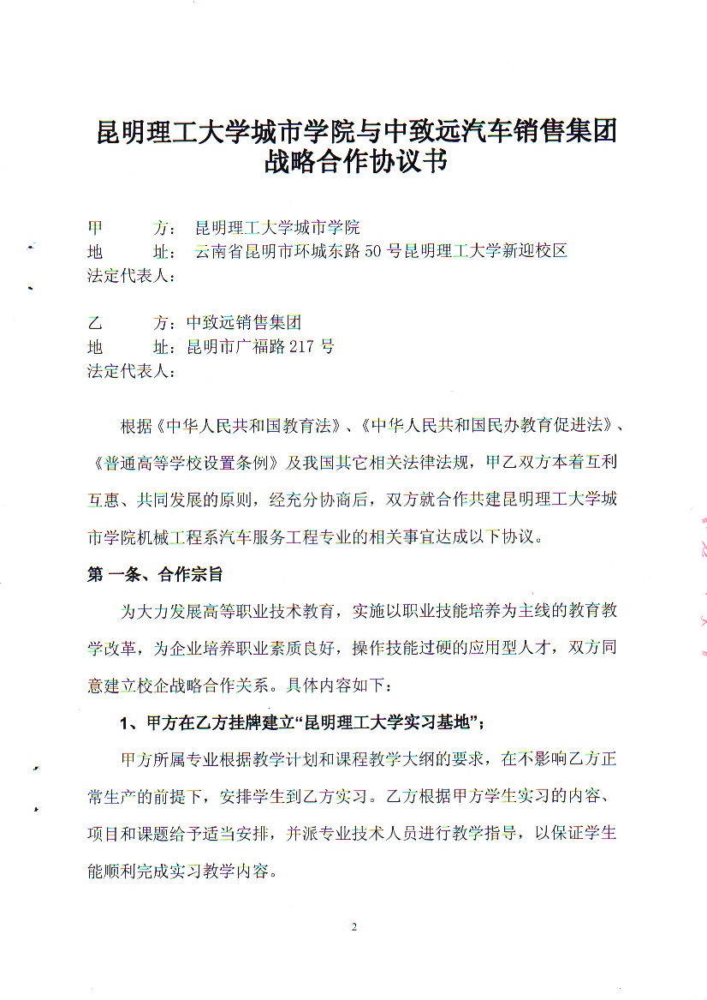 昆明理工大学城市学院与中致远汽车销售集团
战略合作协议书
甲 方： 昆明理工大学城市学院
地 址： 云南省昆明市环城东路 50 号昆明理工大学新迎校区
法定代表人：
乙 方：中致远销售集团
地 址：昆明市广福路 217 号
法定代表人：
根据《中华人民共和国教育法》、《中华人民共和国民办教育促进法》、
《普通高等学校设置条例》及我国其它相关法律法规，甲乙双方本着互利
互惠、共同发展的原则，经充分协商后，双方就合作共建昆明理工大学城
市学院机械工程系汽车服务工程专业的相关事宜达成以下协议。
第 一条、合作宗旨
为大力发展高等职业技术教育，实施以职业技能培养为主线的教育教
学改革，为企业培养职业素质良好，操作技能过硬的应用型人才，双方同
意建立校企战略合作关系。具体内容如下：
1、甲方在乙方挂牌建立“昆明理工大学实习基地”；
甲方所属专业根据教学计划和课程教学大纲的要求，在不影响乙方正
常生产的前提下，安排学生到乙方实习。乙方根据甲方学生实习的内容、
项目和课题给予适当安排，并派专业技术人员进行教学指导，以保证学生
能顺利完成实习教学内容。
2